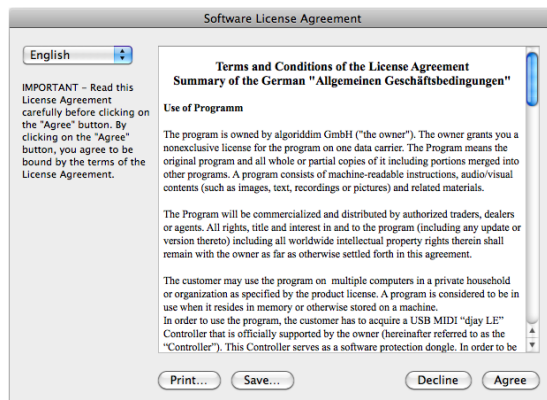 Software License Agreement
English
IMPORTANT - Read this
License Agreement
carefully before clicking on
the "Agree" button. By
clicking on the "Agree"
button, you agree to be
bound by the terms of the
License Agreement.
Terms and Conditions of the License Agreement
Summary of the German "Allgemeinen Geschäftsbedingungen"
Use of Programm
The program is owned by algoriddim GmbH ("the owner"). The owner grants you a
nonexclusive license for the program on one data carrier. The Program means the
original program and all whole or partial copies of it including portions merged into
other programs. A program consists of machine-readable instructions, audio/visual
contents (such as images, text, recordings or pictures) and related materials.
The Program will be commercialized and distributed by authorized traders, dealers
or agents. All rights, title and interest in and to the program (including any update or
version thereto) including all worldwide intellectual property rights therein shall
remain with the owner as far as otherwise settled forth in this agreement.
The customer may use the program on multiple computers in a private household
or organization as specified by the product license. A program is considered to be in
use when it resides in memory or otherwise stored on a machine.
In order to use the program, the customer has to acquire a USB MIDI “djay LE”
Controller that is officially supported by the owner (hereinafter referred to as the
“Controller”). This Controller serves as a software protection dongle. In order to be
Print...
Save...
Decline
Agree